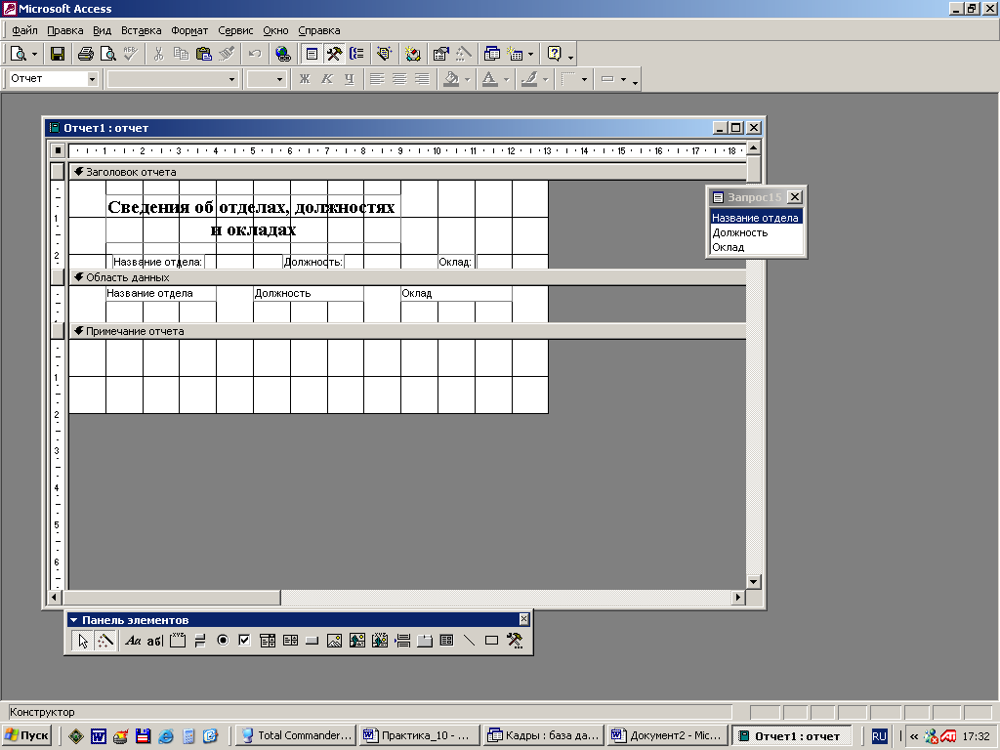 Microsoft Access
Файл Правка Вид Вставка Формат Сервис Окно Справка
Отчет Ж К Ч
Отчет1 : отчет
1 2 3 4 5 6 7 8 9 10 11 12 13 14 15 16 17 18
Заголовок отчета
Сведения об отделах, должностях
и окладах
1
2
Название отдела: Должность: Оклад:
Область данных
Название отдела Должность Оклад
Примечание отчета
1
2
3
4
5
6
Запрос15
Название отдела
Должность
Оклад
Панель элементов
Aa аб|
Конструктор
Пуск Total Commander... Практика_10 - ... Кадры : база да... Документ2 - Mic... Отчет1 : отчет RU « 17:32